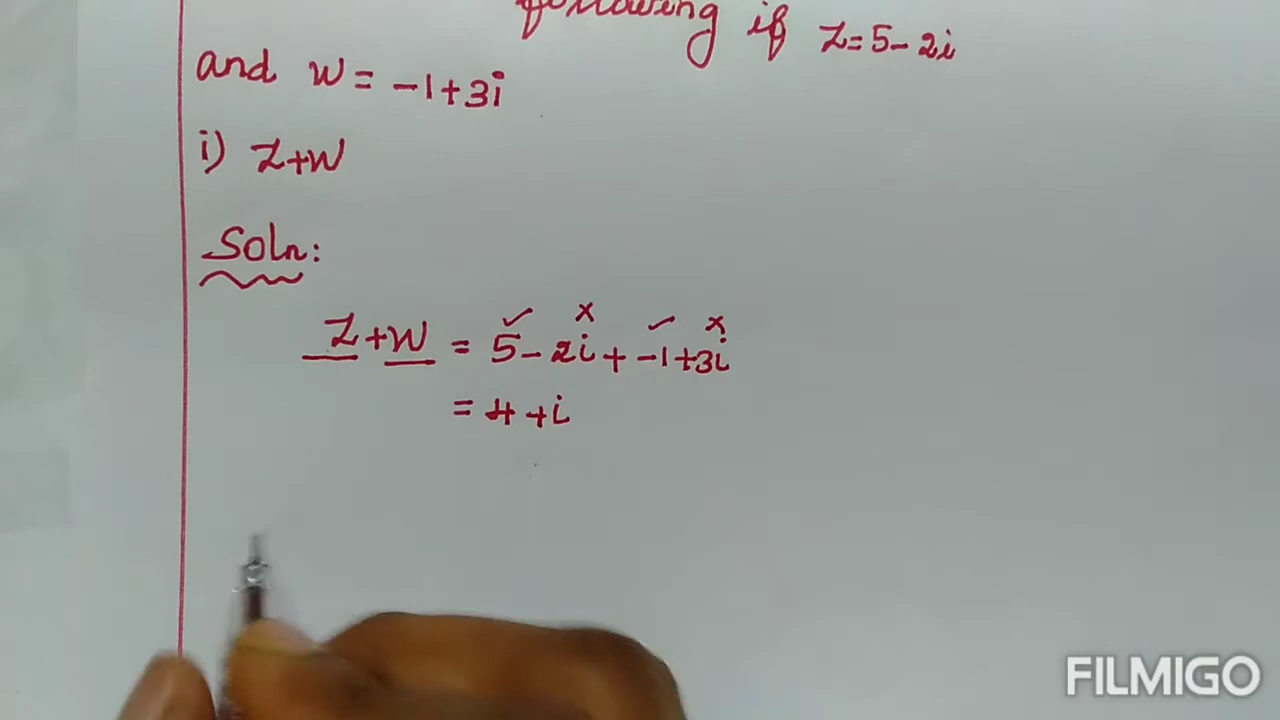 following if Z=5-2i
and w = -1+3i
i) Z+W
Soln:
Z+W = 5-2i+-1+3i
= 4+i
FILMIGO